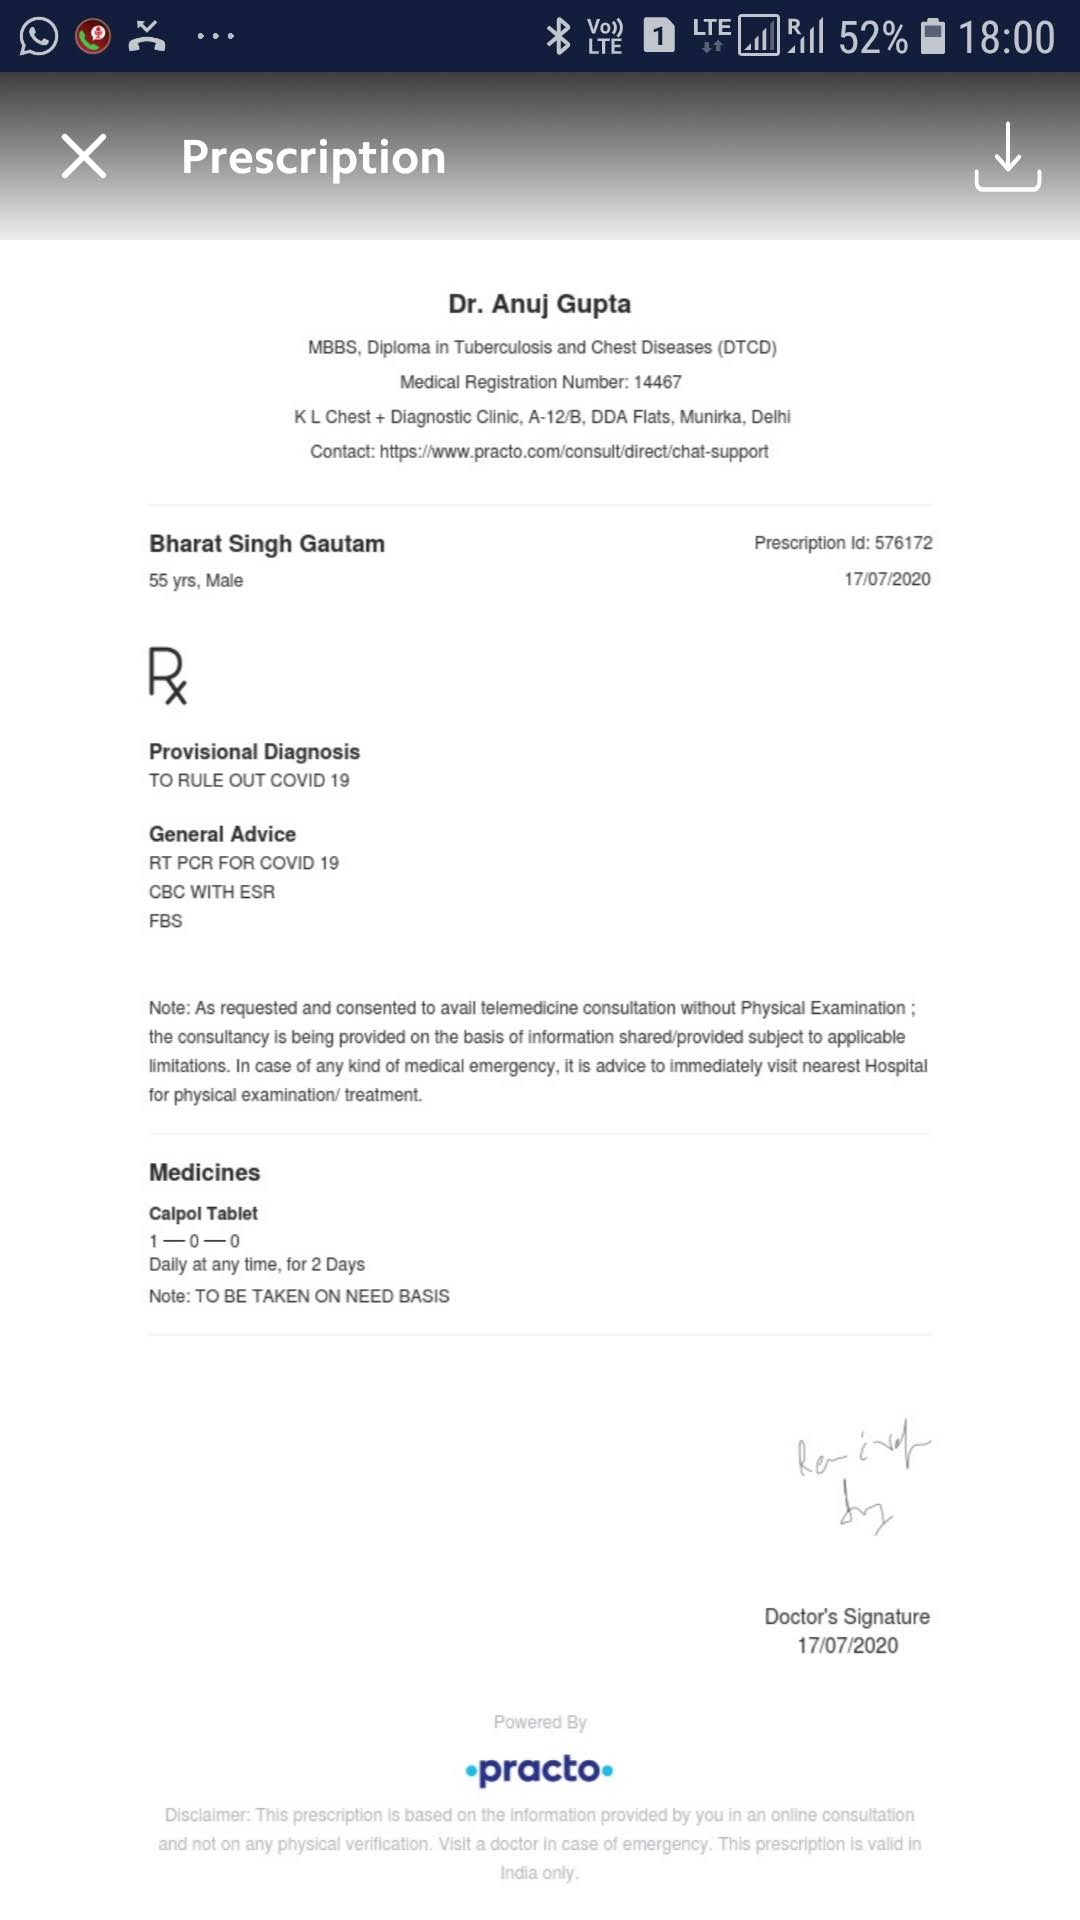 Vo)) LTE 1 LTE R 52% 18:00
Prescription
Dr. Anuj Gupta
MBBS, Diploma in Tuberculosis and Chest Diseases (DTCD)
Medical Registration Number: 14467
K L Chest + Diagnostic Clinic, A-12/B, DDA Flats, Munirka, Delhi
Contact: https://www.practo.com/consult/direct/chat-support
Bharat Singh Gautam
Prescription Id: 576172
55 yrs, Male
17/07/2020
Rx
Provisional Diagnosis
TO RULE OUT COVID 19
General Advice
RT PCR FOR COVID 19
CBC WITH ESR
FBS
Note: As requested and consented to avail telemedicine consultation without Physical Examination ;
the consultancy is being provided on the basis of information shared/provided subject to applicable
limitations. In case of any kind of medical emergency, it is advice to immediately visit nearest Hospital
for physical examination/ treatment.
Medicines
Calpol Tablet
1 — 0 — 0
Daily at any time, for 2 Days
Note: TO BE TAKEN ON NEED BASIS
Doctor's Signature
17/07/2020
Powered By
•practo•
Disclaimer: This prescription is based on the information provided by you in an online consultation
and not on any physical verification. Visit a doctor in case of emergency. This prescription is valid in
India only.